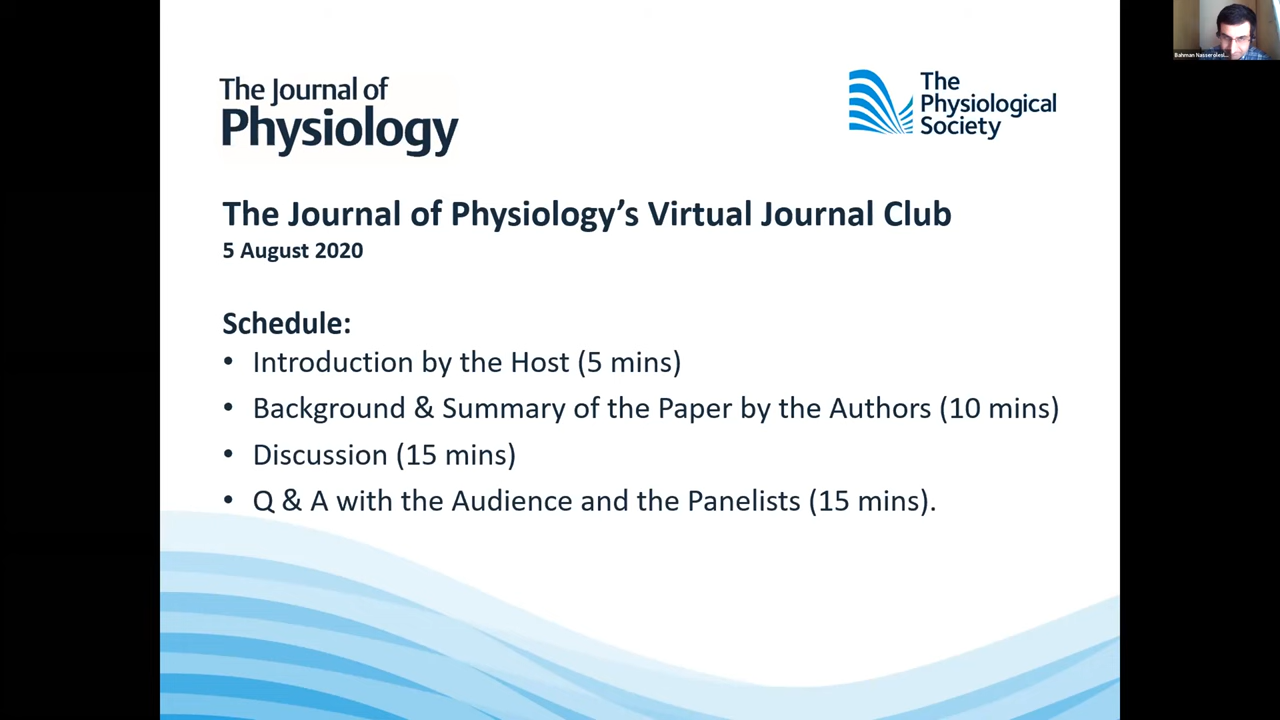 The Journal of
Physiology
The
Physiological
Society
The Journal of Physiology’s Virtual Journal Club
5 August 2020
Schedule:
• Introduction by the Host (5 mins)
• Background & Summary of the Paper by the Authors (10 mins)
• Discussion (15 mins)
• Q & A with the Audience and the Panelists (15 mins).
Bahman